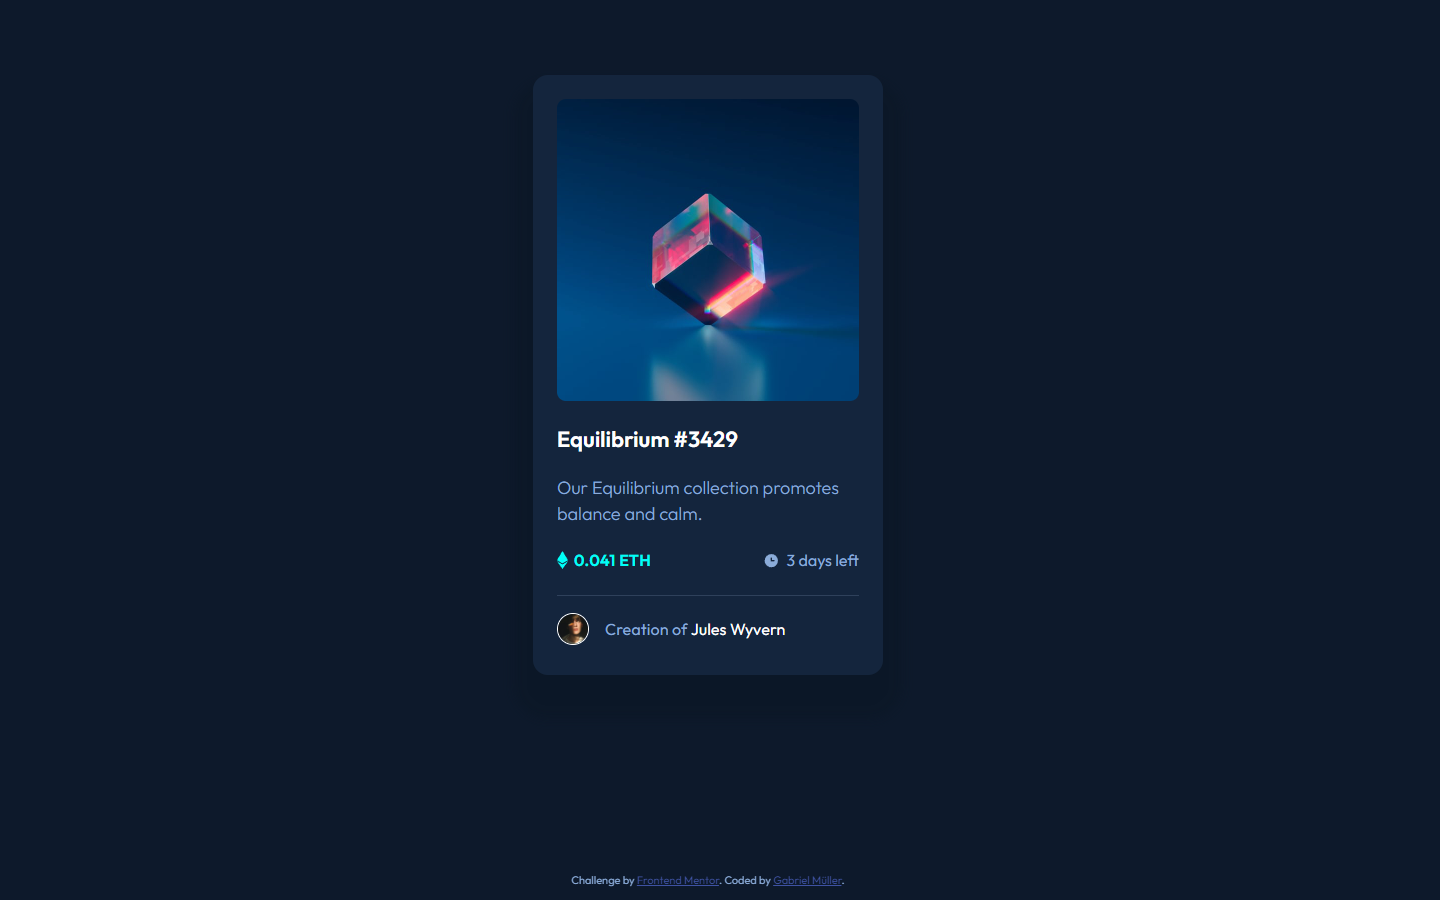 Equilibrium #3429
Our Equilibrium collection promotes
balance and calm.
0.041 ETH
3 days left
Creation of Jules Wyvern
Challenge by Frontend Mentor. Coded by Gabriel Müller.